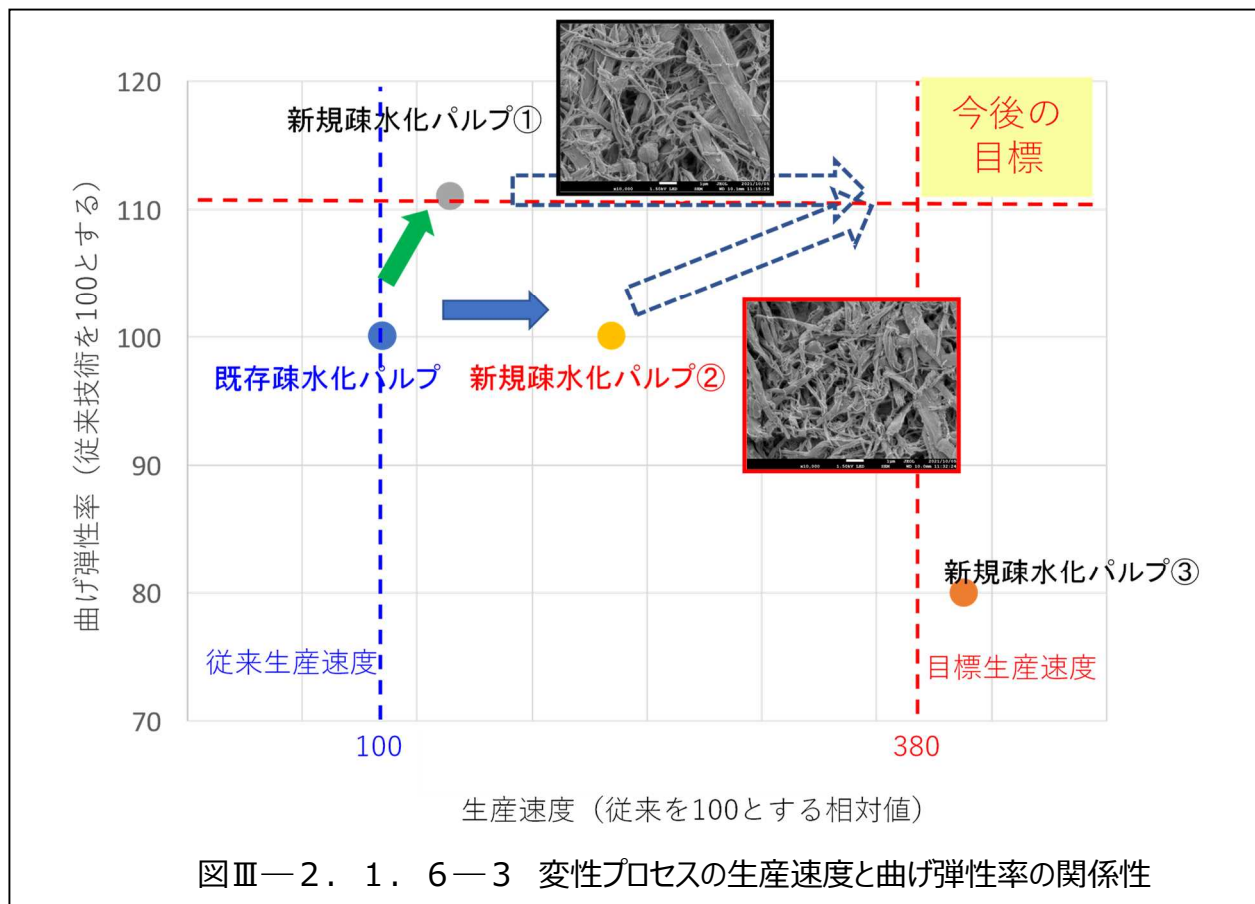 120
110
100
90
80
70
曲げ弾性率（従来技術を100とする）
新規疎水化パルプ①
今後の
目標
既存疎水化パルプ
新規疎水化パルプ②
新規疎水化パルプ③
従来生産速度
目標生産速度
100
380
生産速度（従来を100とする相対値）
図Ⅲ―２．１．６―３ 変性プロセスの生産速度と曲げ弾性率の関係性